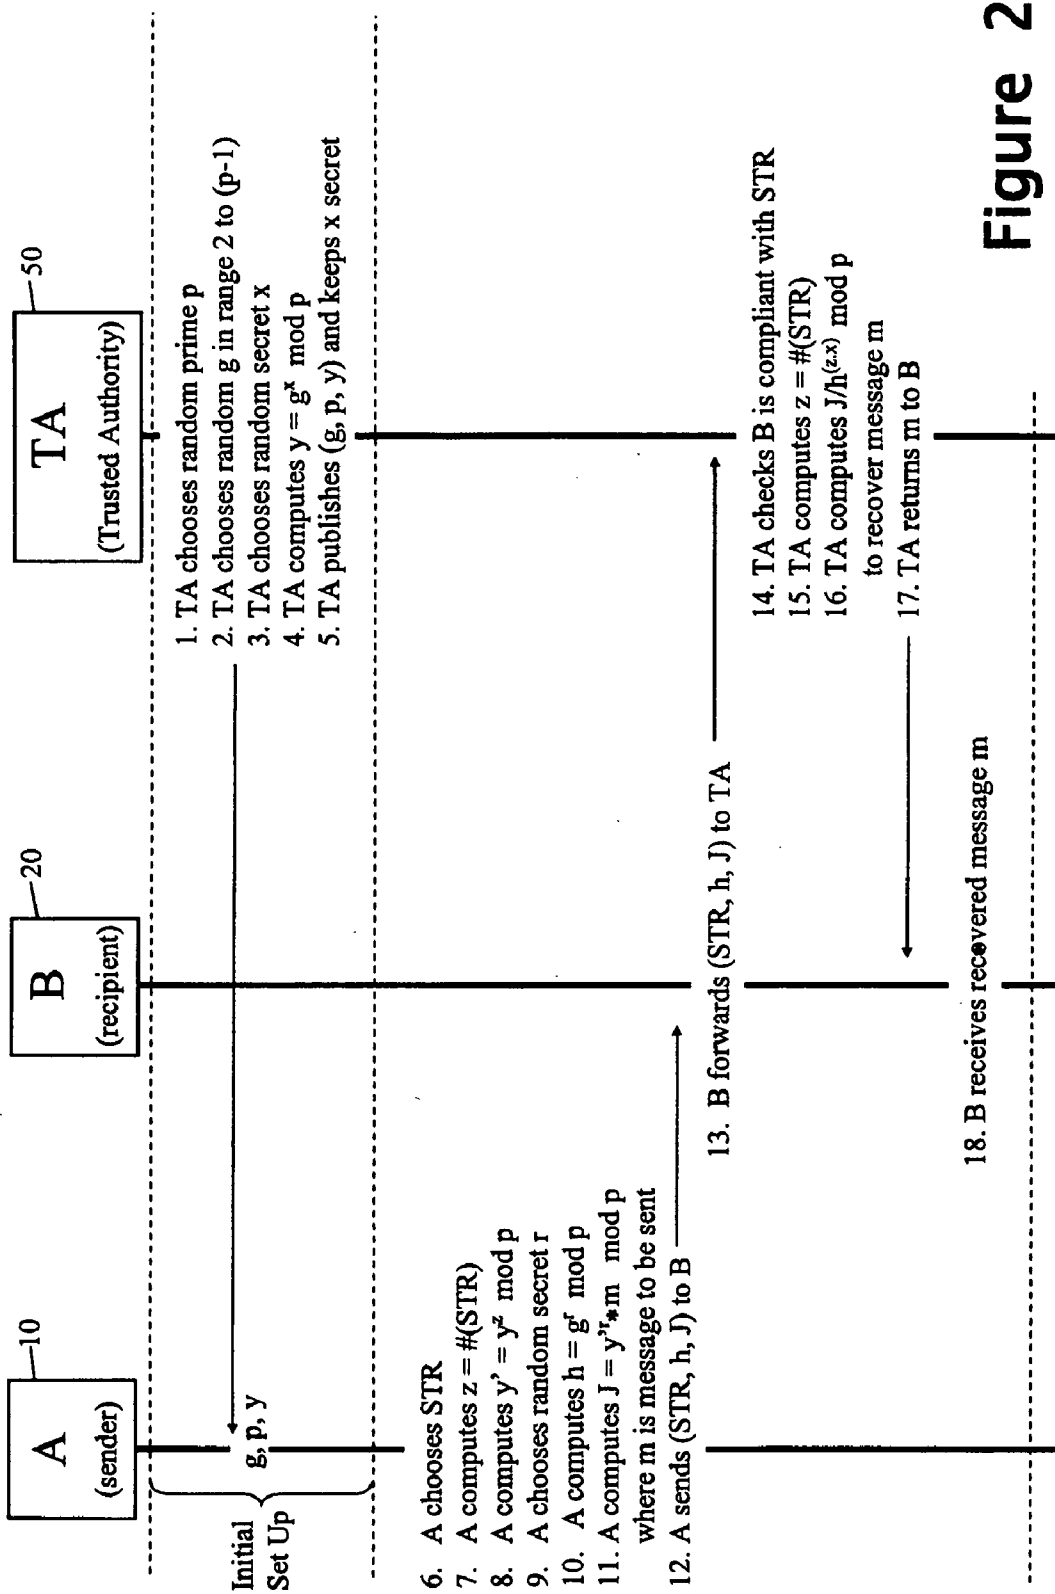 A
(sender)
10
B
(recipient)
20
TA
(Trusted Authority)
50
Initial
Set Up
g, p, y
1. TA chooses random prime p
2. TA chooses random g in range 2 to (p-1)
3. TA chooses random secret x
4. TA computes y = g^x mod p
5. TA publishes (g, p, y) and keeps x secret
6. A chooses STR
7. A computes z = #(STR)
8. A computes y' = y^z mod p
9. A chooses random secret r
10. A computes h = g^r mod p
11. A computes J = y'^r*m mod p
where m is message to be sent
12. A sends (STR, h, J) to B
13. B forwards (STR, h, J) to TA
14. TA checks B is compliant with STR
15. TA computes z = #(STR)
16. TA computes J/h^(z.x) mod p
to recover message m
17. TA returns m to B
18. B receives recovered message m
Figure 2